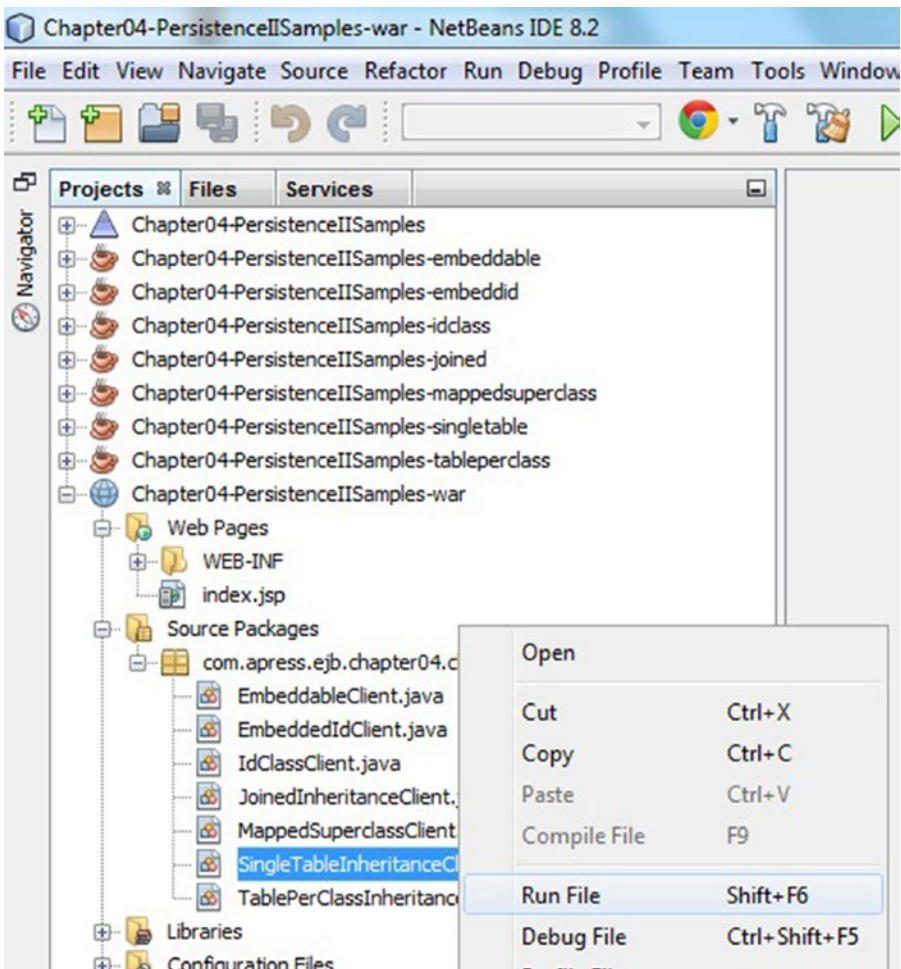 Chapter04-PersistenceIISamples-war - NetBeans IDE 8.2
File Edit View Navigate Source Refactor Run Debug Profile Team Tools Window
Projects Files Services
Navigator
Chapter04-PersistenceIISamples
Chapter04-PersistenceIISamples-embeddable
Chapter04-PersistenceIISamples-embeddid
Chapter04-PersistenceIISamples-idclass
Chapter04-PersistenceIISamples-joined
Chapter04-PersistenceIISamples-mappedsuperclass
Chapter04-PersistenceIISamples-singletable
Chapter04-PersistenceIISamples-tableperclass
Chapter04-PersistenceIISamples-war
Web Pages
WEB-INF
index.jsp
Source Packages
com.apress.ejb.chapter04.c
EmbeddableClient.java
EmbeddedIdClient.java
IdClassClient.java
JoinedInheritanceClient.
MappedSuperclassClient
SingleTableInheritanceCl
TablePerClassInheritanc
Libraries
Configuration Files
Open
Cut Ctrl+X
Copy Ctrl+C
Paste Ctrl+V
Compile File F9
Run File Shift+F6
Debug File Ctrl+Shift+F5